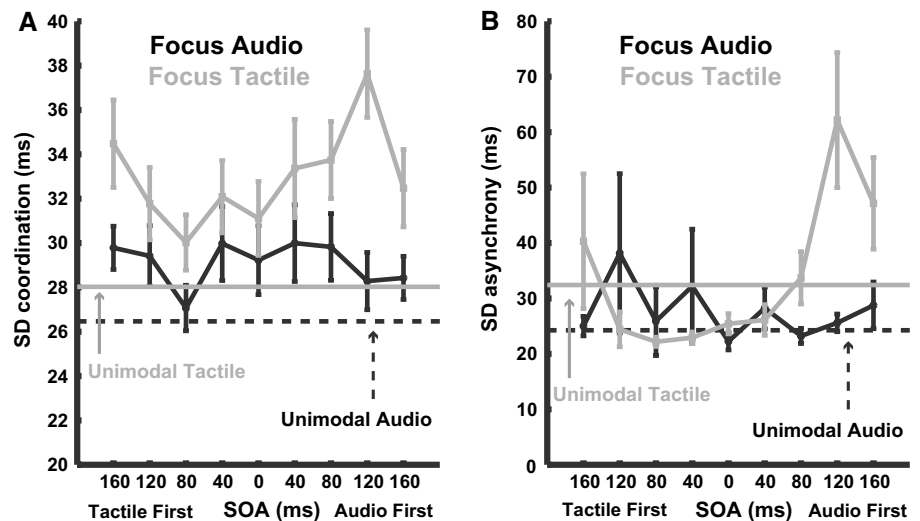 A
Focus Audio
Focus Tactile
SD coordination (ms)
40
38
36
34
32
30
28
26
24
22
20
Unimodal Tactile
Unimodal Audio
160 120 80 40 0 40 80 120 160
Tactile First SOA (ms) Audio First
B
Focus Audio
Focus Tactile
SD asynchrony (ms)
80
70
60
50
40
30
20
10
0
Unimodal Tactile
Unimodal Audio
160 120 80 40 0 40 80 120 160
Tactile First SOA (ms) Audio First